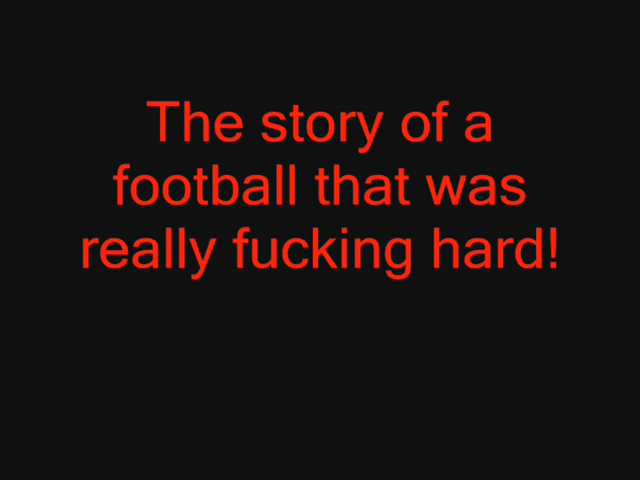 The story of a
football that was
really fucking hard!